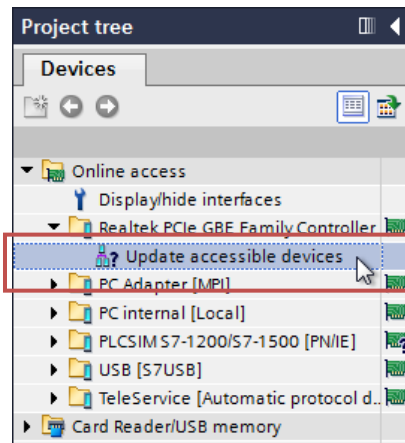 Project tree
Devices
Online access
Display/hide interfaces
Realtek PCIe GBE Family Controller
Update accessible devices
PC Adapter [MPI]
PC internal [Local]
PLCSIM S7-1200/S7-1500 [PN/IE]
USB [S7USB]
TeleService [Automatic protocol d..
Card Reader/USB memory